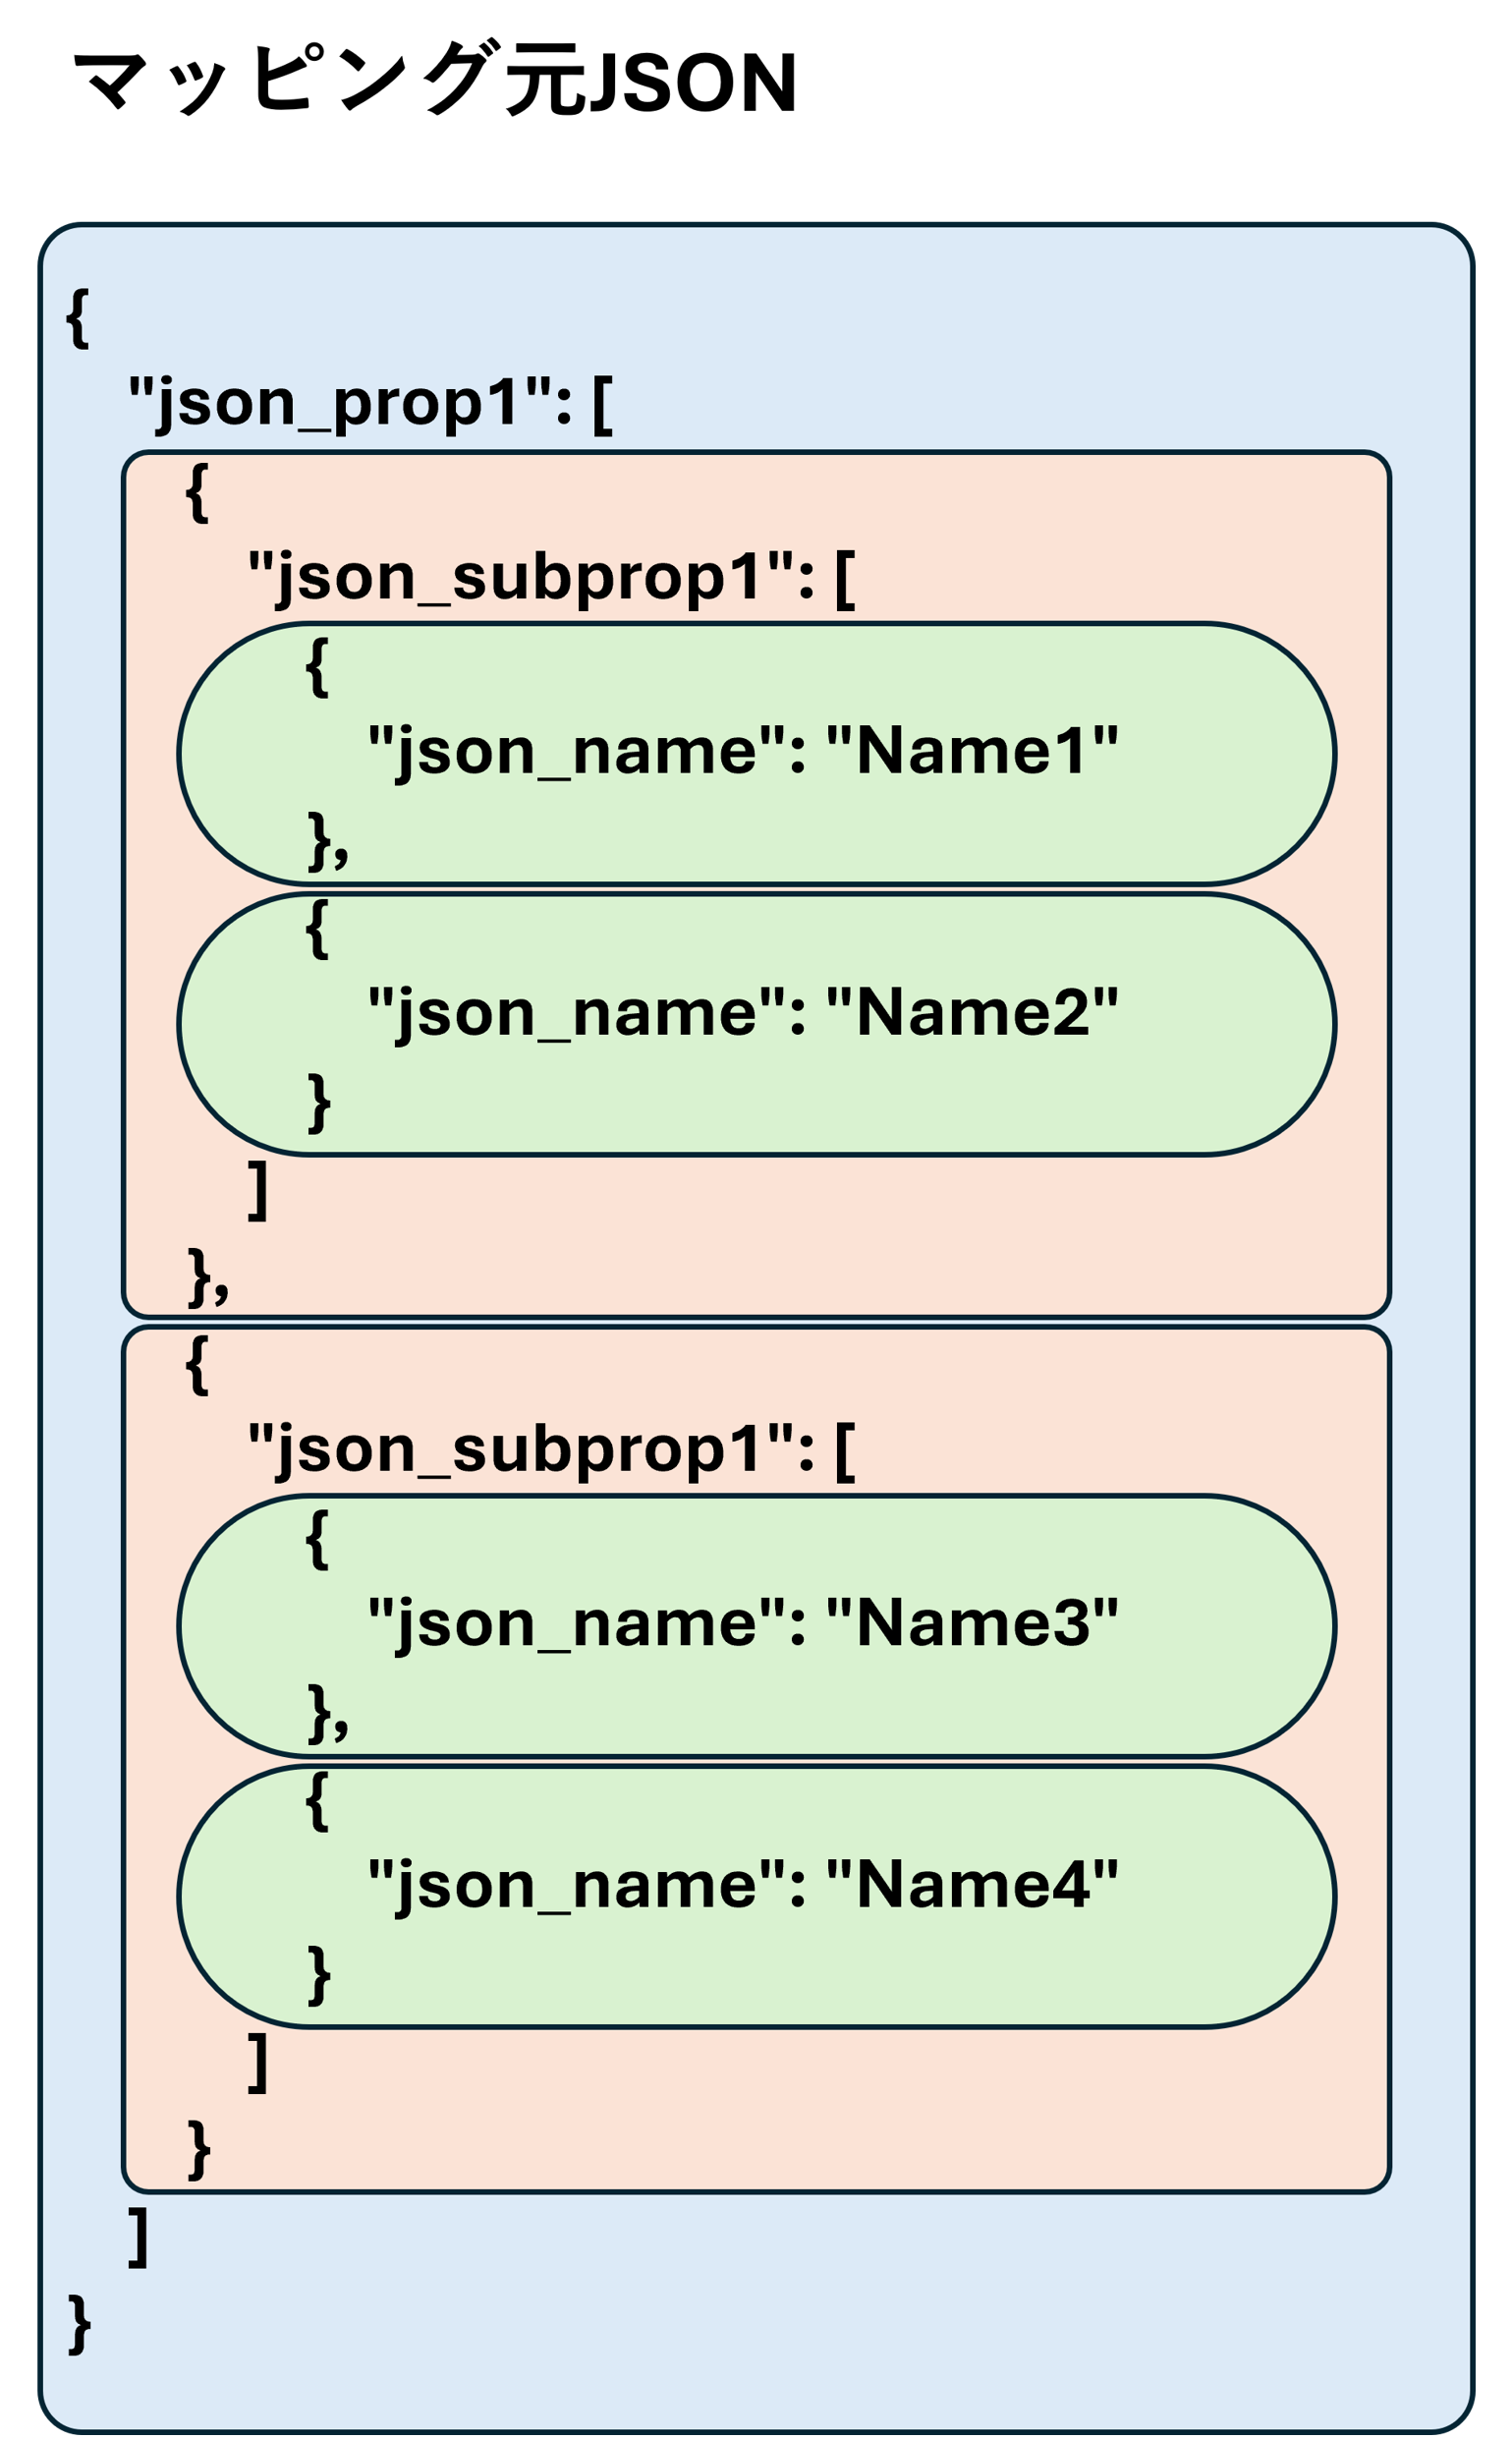 マッピング元JSON
{
"json_prop1": [
{
"json_subprop1": [
{
"json_name": "Name1"
},
{
"json_name": "Name2"
}
]
},
{
"json_subprop1": [
{
"json_name": "Name3"
},
{
"json_name": "Name4"
}
]
}
]
}